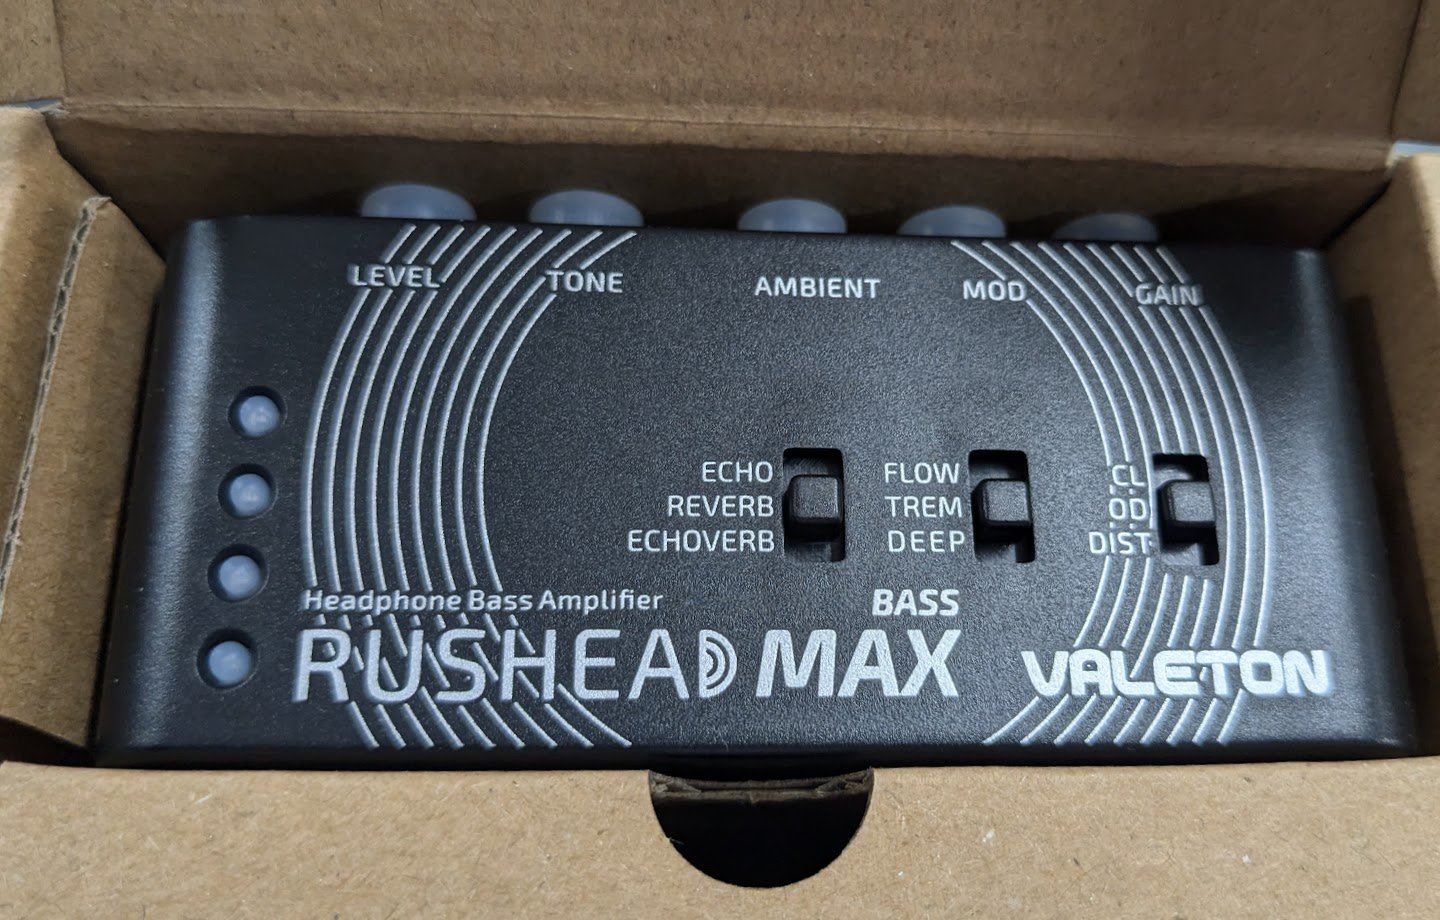 LEVEL TONE AMBIENT MOD GAIN
ECHO FLOW CL
REVERB TREM OD
ECHOVERB DEEP DIST
Headphone Bass Amplifier BASS
RUSHEAD MAX VALETON